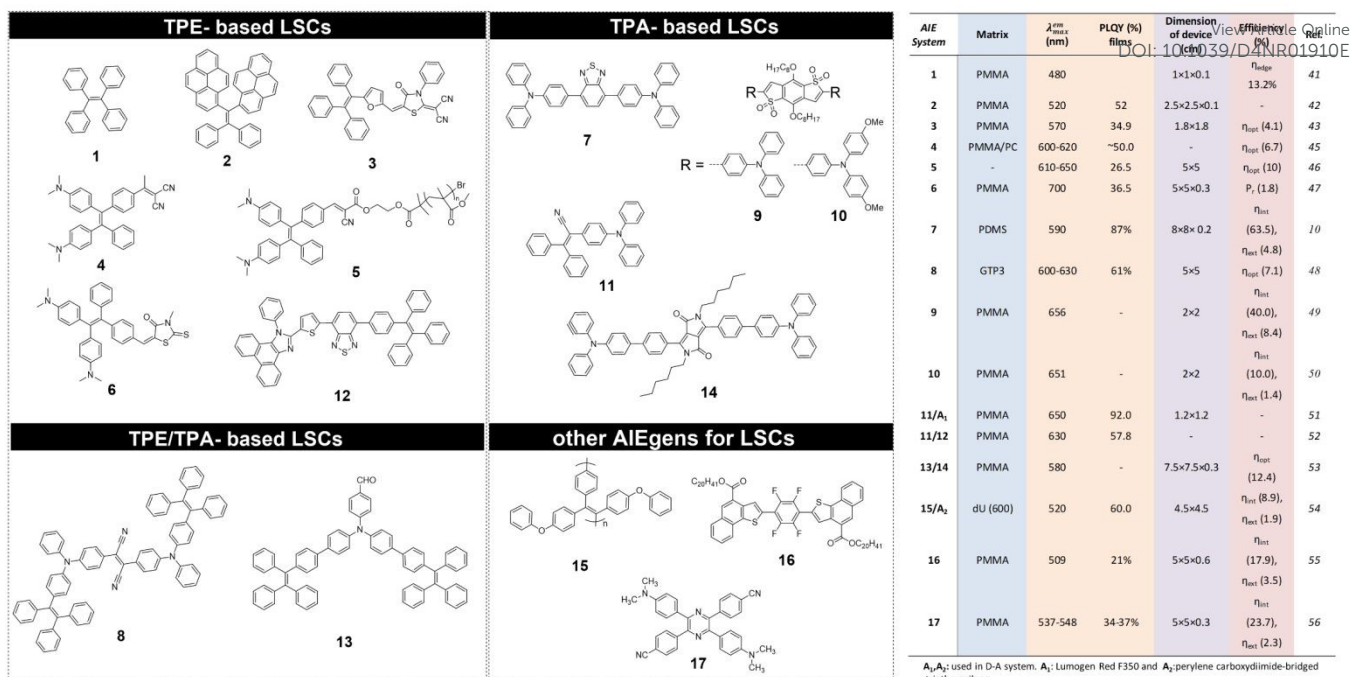 TPE- based LSCs
1
2
3
4
5
6
12
TPA- based LSCs
7
R =
9
10
11
14
TPE/TPA- based LSCs
8
13
CHO
other AIEgens for LSCs
15
16
17
View Article Online
DOI: 10.1039/D4NR01910E
AIE System Matrix λ em max (nm) PLQY (%) films Dimension of device (cm) Efficiency (%) Ref.
1 PMMA 480 1×1×0.1 ηedge 13.2% 41
2 PMMA 520 52 2.5×2.5×0.1 - 42
3 PMMA 570 34.9 1.8×1.8 ηopt (4.1) 43
4 PMMA/PC 600-620 ~50.0 - ηopt (6.7) 45
5 - 610-650 26.5 5×5 ηopt (10) 46
6 PMMA 700 36.5 5×5×0.3 Pr (1.8) 47
7 PDMS 590 87% 8×8× 0.2 ηint (63.5), ηext (4.8) 10
8 GTP3 600-630 61% 5×5 ηopt (7.1) 48
9 PMMA 656 - 2×2 ηint (40.0), ηext (8.4) 49
10 PMMA 651 - 2×2 ηint (10.0), ηext (1.4) 50
11/A1 PMMA 650 92.0 1.2×1.2 - 51
11/12 PMMA 630 57.8 - - 52
13/14 PMMA 580 - 7.5×7.5×0.3 ηopt (12.4) 53
15/A2 dU (600) 520 60.0 4.5×4.5 ηint (8.9), ηext (1.9) 54
16 PMMA 509 21% 5×5×0.6 ηint (17.9), ηext (3.5) 55
17 PMMA 537-548 34-37% 5×5×0.3 ηint (23.7), ηext (2.3) 56
A1,A2: used in D-A system. A1: Lumogen Red F350 and A2:perylene carboxydiimide-bridged